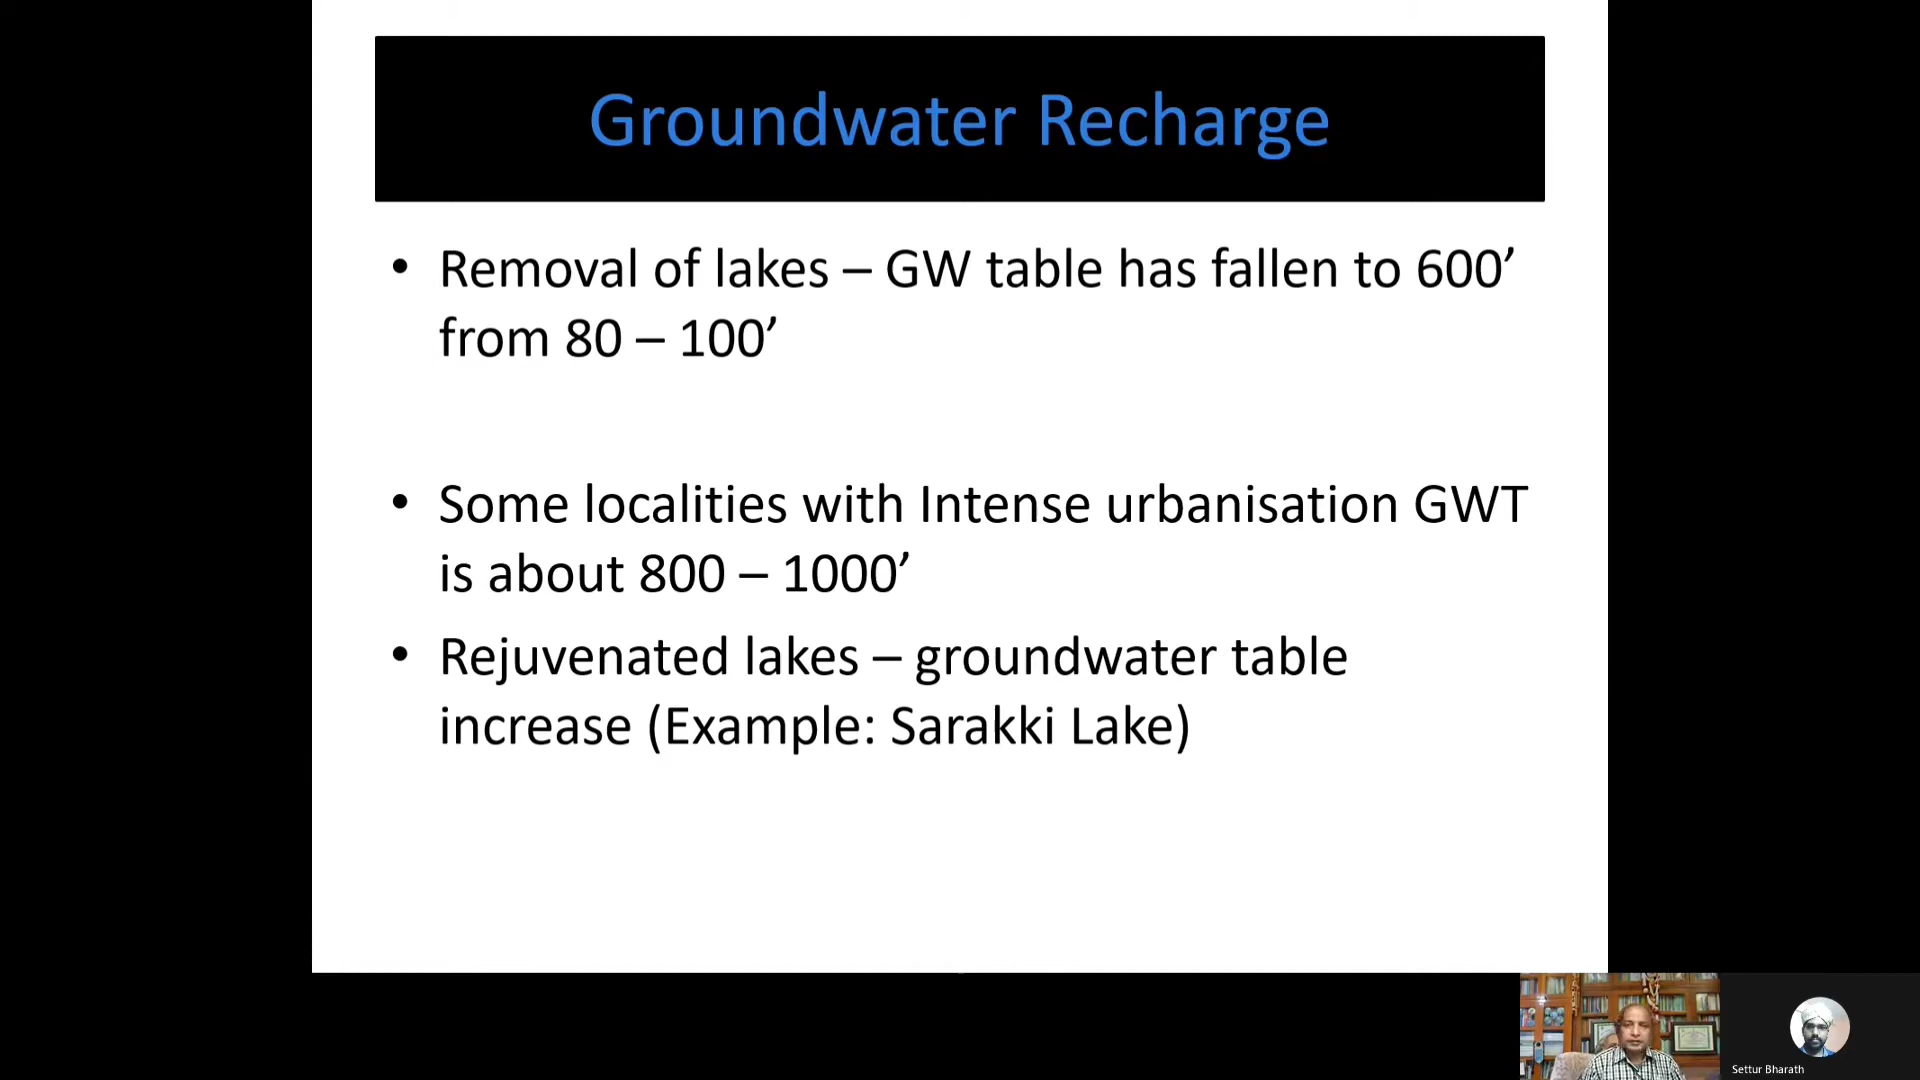 Groundwater Recharge
• Removal of lakes – GW table has fallen to 600’
from 80 – 100’
• Some localities with Intense urbanisation GWT
is about 800 – 1000’
• Rejuvenated lakes – groundwater table
increase (Example: Sarakki Lake)
Settur Bharath